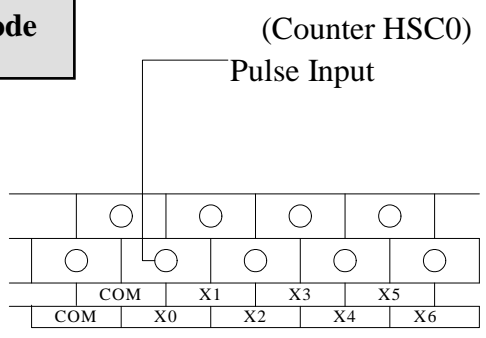 ode
(Counter HSC0)
Pulse Input
COM X1 X3 X5
COM X0 X2 X4 X6